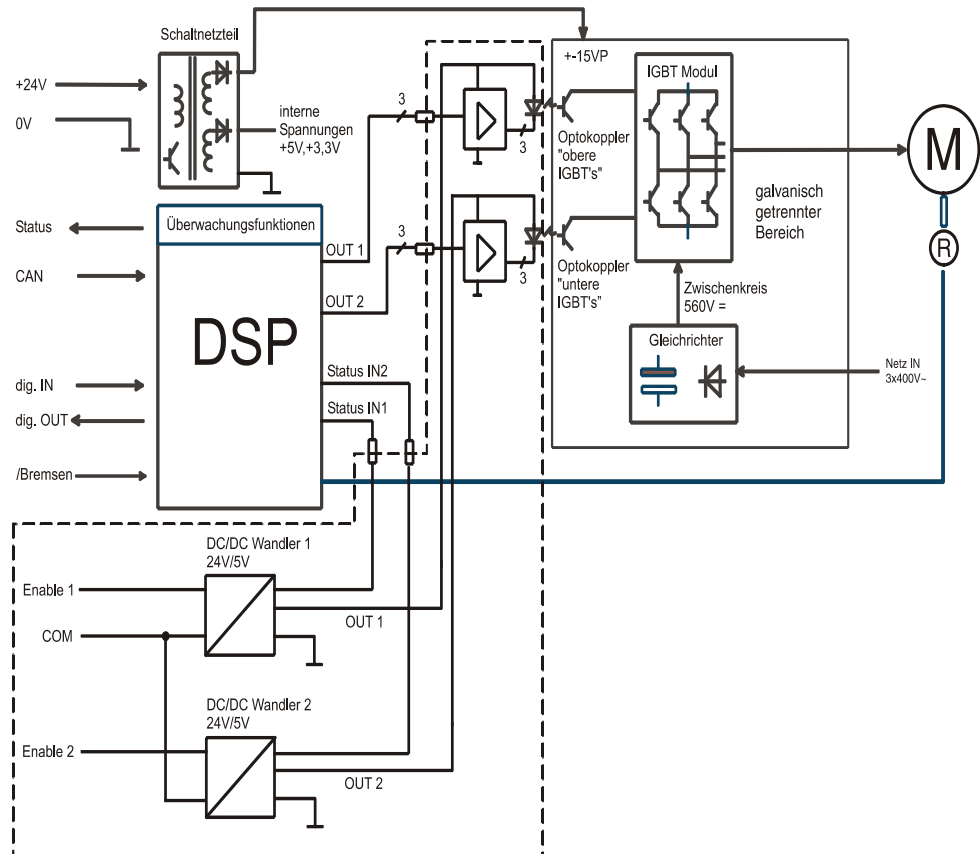 Schaltnetzteil
+24V
0V
interne
Spannungen
+5V,+3,3V
+-15VP
IGBT Modul
3
3
Optokoppler
"obere
IGBT's"
M
galvanisch
getrennter
Bereich
Status
CAN
Überwachungsfunktionen
OUT 1
3
3
Optokoppler
"untere
IGBT's"
R
OUT 2
DSP
Zwischenkreis
560V =
Gleichrichter
Netz IN
3x400V~
dig. IN
dig. OUT
/Bremsen
Status IN2
Status IN1
DC/DC Wandler 1
24V/5V
Enable 1
COM
OUT 1
DC/DC Wandler 2
24V/5V
Enable 2
OUT 2